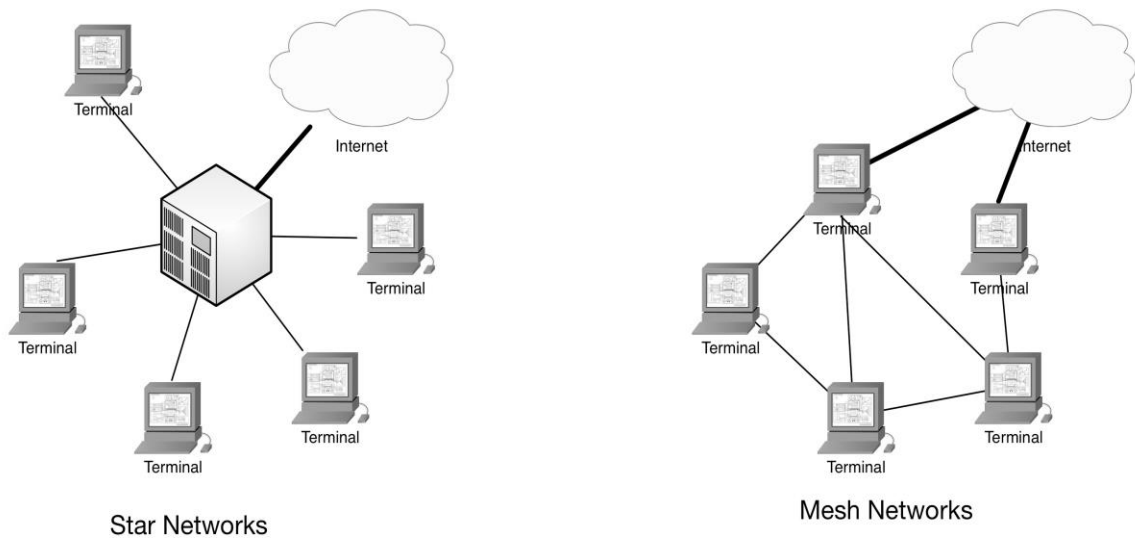 Terminal
Internet
Terminal
Terminal
Terminal
Terminal
Star Networks
Internet
Terminal
Terminal
Terminal
Terminal
Terminal
Mesh Networks